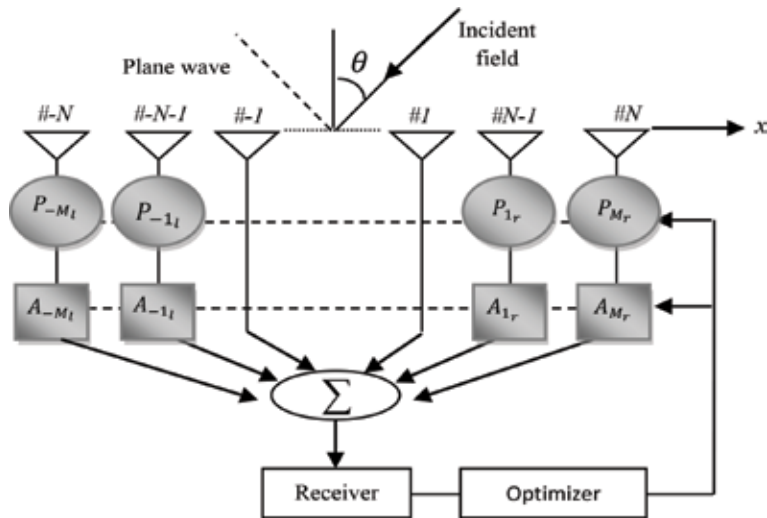 Incident
field
Plane wave
θ
#-N #-N-1 #-1 #1 #N-1 #N
x
P₋Mₗ P₋1ₗ P1ᵣ PMᵣ
A₋Mₗ A₋1ₗ A1ᵣ AMᵣ
Σ
Receiver Optimizer